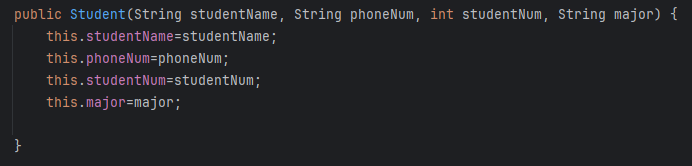 public Student(String studentName, String phoneNum, int studentNum, String major) {
    this.studentName=studentName;
    this.phoneNum=phoneNum;
    this.studentNum=studentNum;
    this.major=major;

}